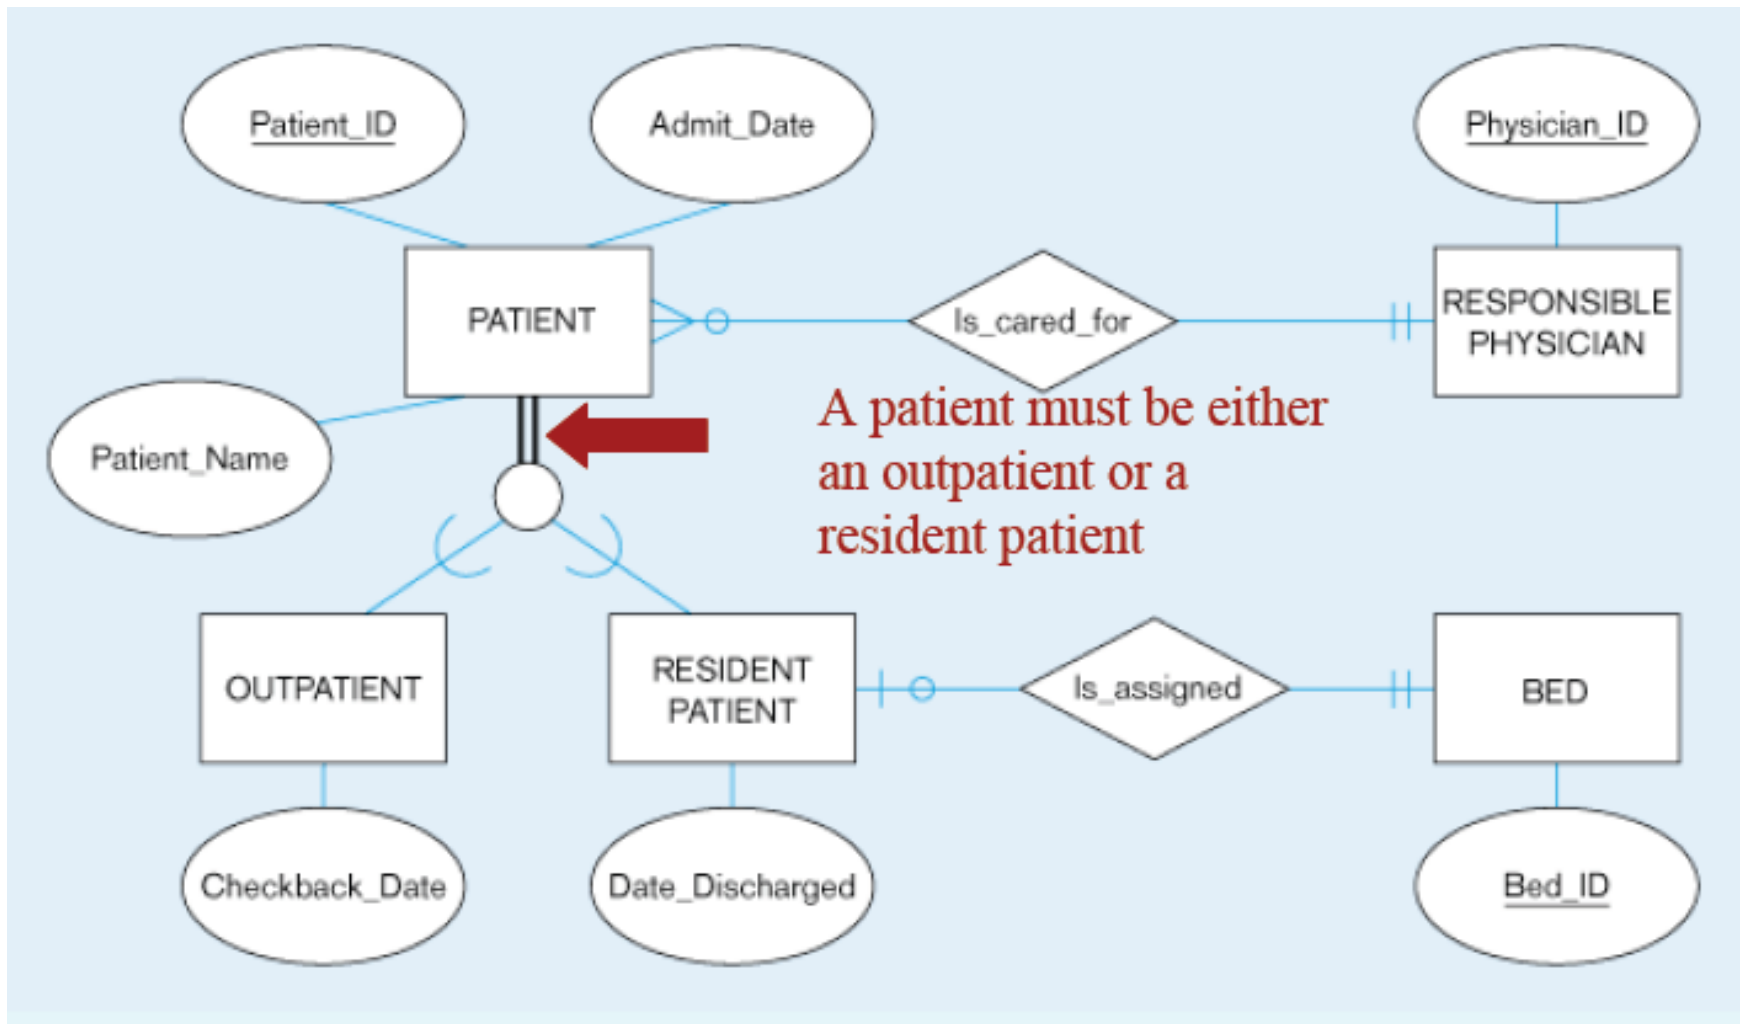 Patient_ID
Admit_Date
Physician_ID
PATIENT
Is_cared_for
RESPONSIBLE
PHYSICIAN
Patient_Name
A patient must be either
an outpatient or a
resident patient
OUTPATIENT
RESIDENT
PATIENT
Is_assigned
BED
Checkback_Date
Date_Discharged
Bed_ID